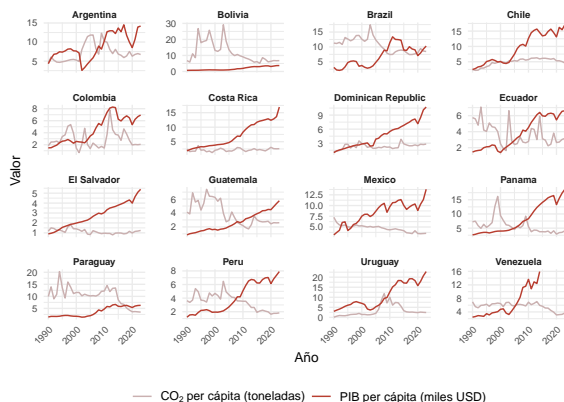 Argentina Bolivia Brazil Chile
15 10 5
30 20 10 0
15 10 5
15 10 5
Colombia Costa Rica Dominican Republic Ecuador
8 6 4 2
15 10 5
9 6 3
6 4 2
El Salvador Guatemala Mexico Panama
5 4 3 2 1
6 4 2
12.5 10.0 7.5 5.0
15 10 5
Paraguay Peru Uruguay Venezuela
20 15 10 5
8 6 4 2
20 15 10 5 0
16 12 8 4
1990 2000 2010 2020 1990 2000 2010 2020 1990 2000 2010 2020 1990 2000 2010 2020
Valor
Año
CO₂ per cápita (toneladas) PIB per cápita (miles USD)